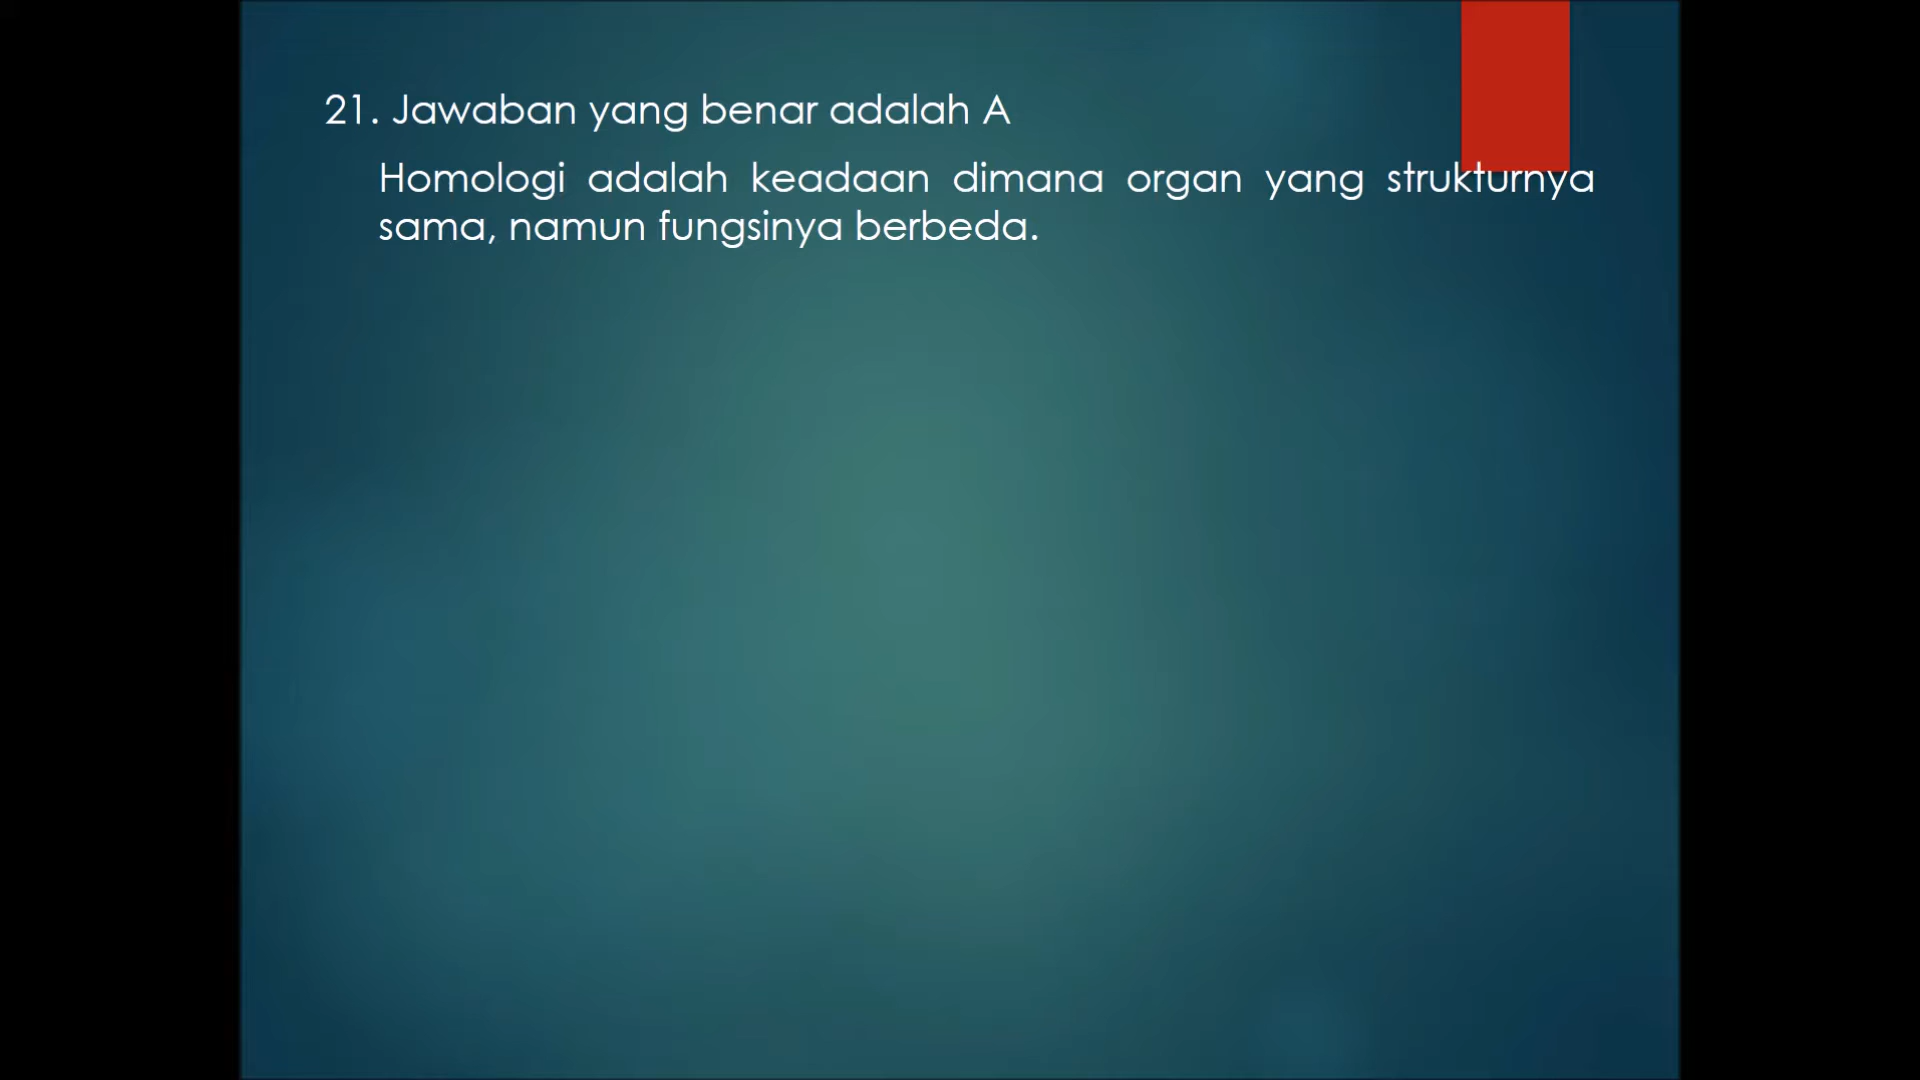 21. Jawaban yang benar adalah A
Homologi adalah keadaan dimana organ yang strukturnya
sama, namun fungsinya berbeda.